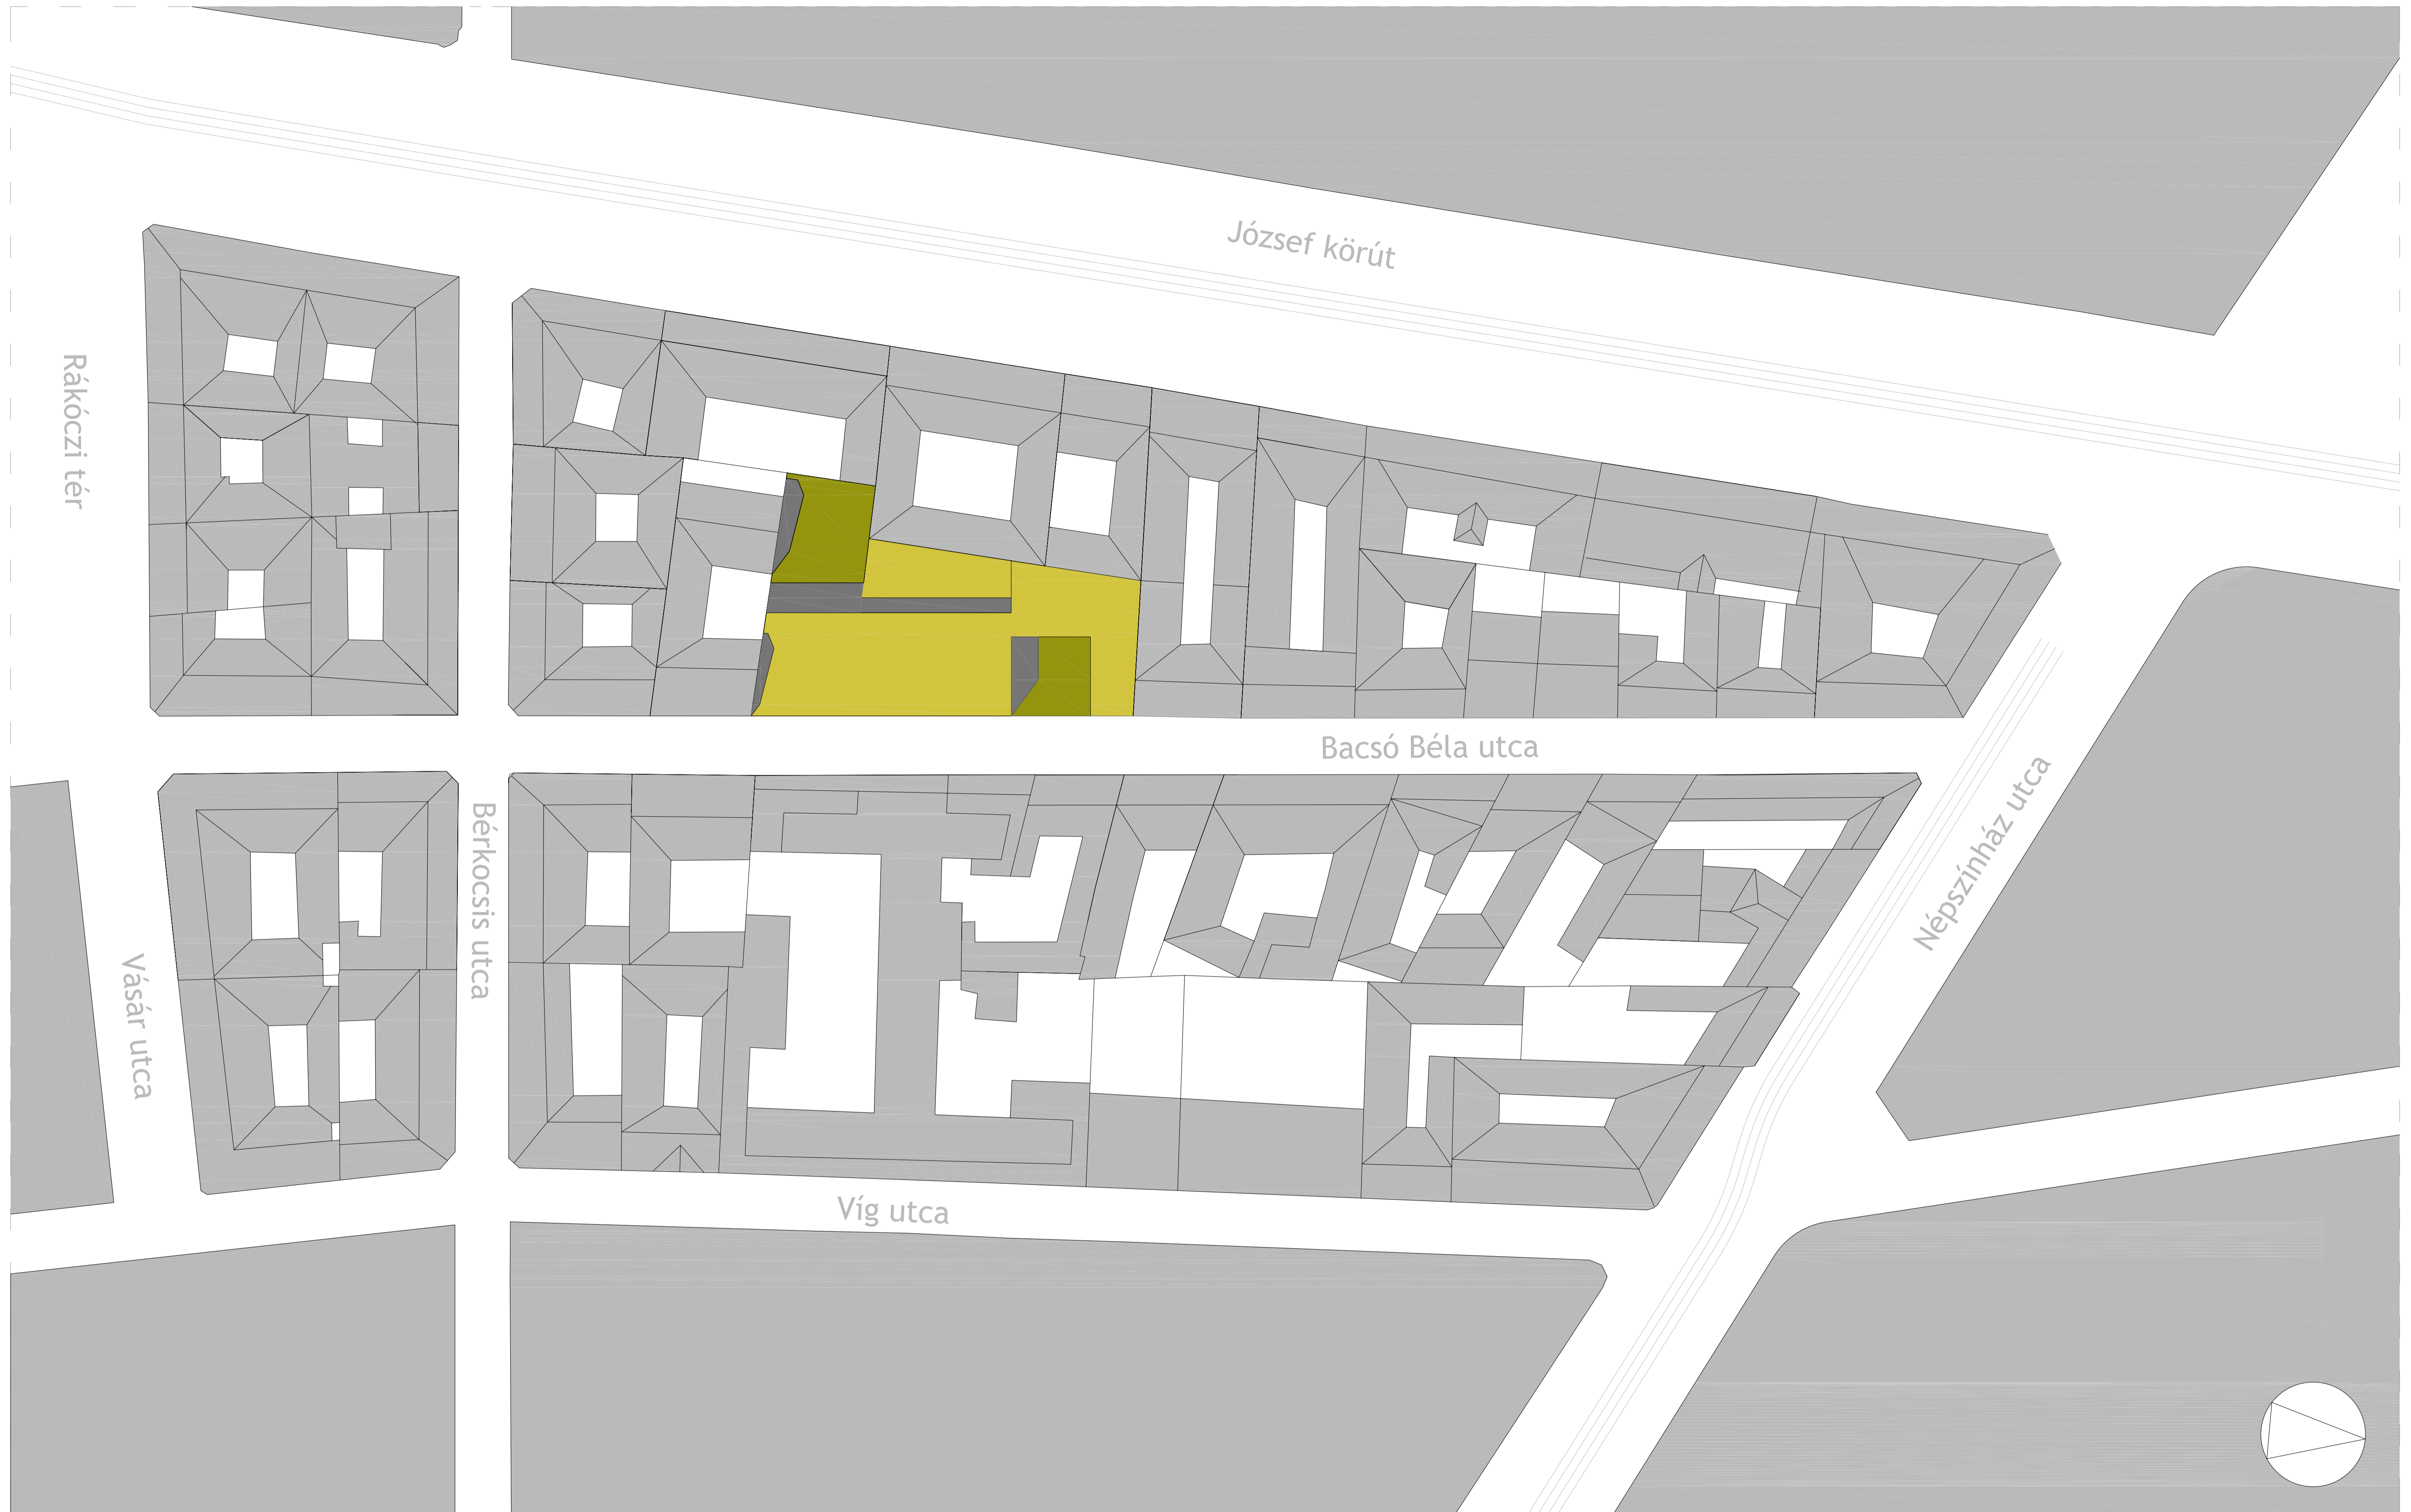 József körút
Rákóczi tér
Bacsó Béla utca
Népszínház utca
Bérkocsis utca
Vásár utca
Víg utca